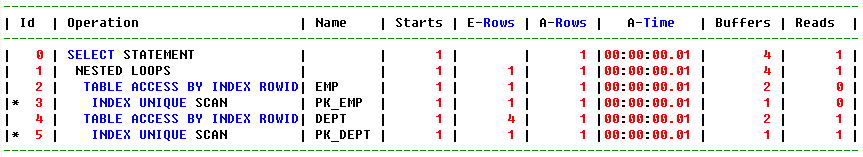 | Id | Operation | Name | Starts | E-Rows | A-Rows | A-Time | Buffers | Reads |
| 0 | SELECT STATEMENT | | 1 | | 1 |00:00:00.01 | 4 | 1 |
| 1 | NESTED LOOPS | | 1 | 1 | 1 |00:00:00.01 | 4 | 1 |
| 2 | TABLE ACCESS BY INDEX ROWID| EMP | 1 | 1 | 1 |00:00:00.01 | 2 | 0 |
|* 3 | INDEX UNIQUE SCAN | PK_EMP | 1 | 1 | 1 |00:00:00.01 | 1 | 0 |
| 4 | TABLE ACCESS BY INDEX ROWID| DEPT | 1 | 4 | 1 |00:00:00.01 | 2 | 1 |
|* 5 | INDEX UNIQUE SCAN | PK_DEPT | 1 | 1 | 1 |00:00:00.01 | 1 | 1 |